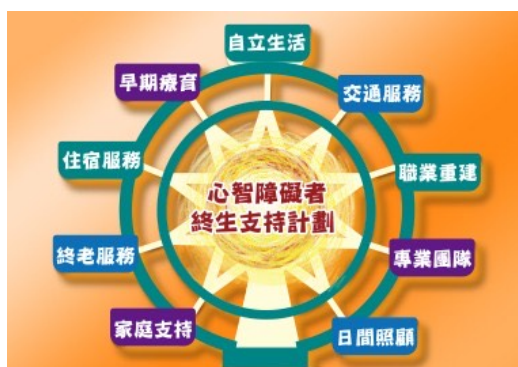 自立生活
早期療育
交通服務
住宿服務
職業重建
心智障礙者
終生支持計劃
終老服務
專業團隊
家庭支持
日間照顧